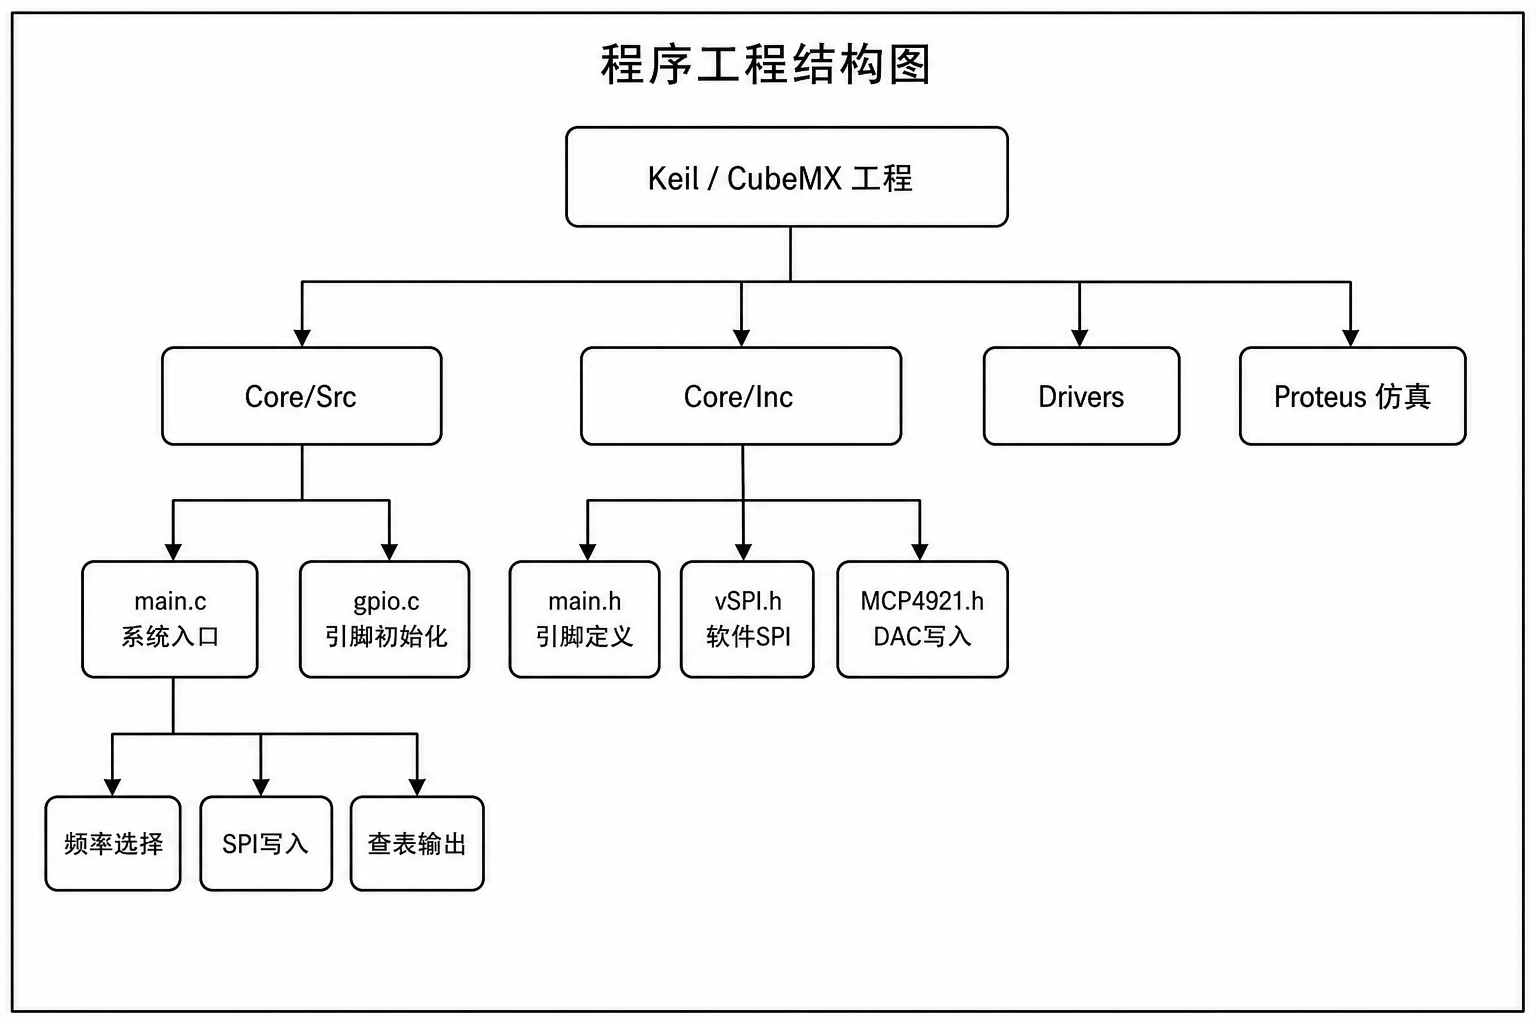 程序工程结构图
Keil / CubeMX 工程
Core/Src
Core/Inc
Drivers
Proteus 仿真
main.c
系统入口
gpio.c
引脚初始化
main.h
引脚定义
vSPI.h
软件SPI
MCP4921.h
DAC写入
频率选择
SPI写入
查表输出